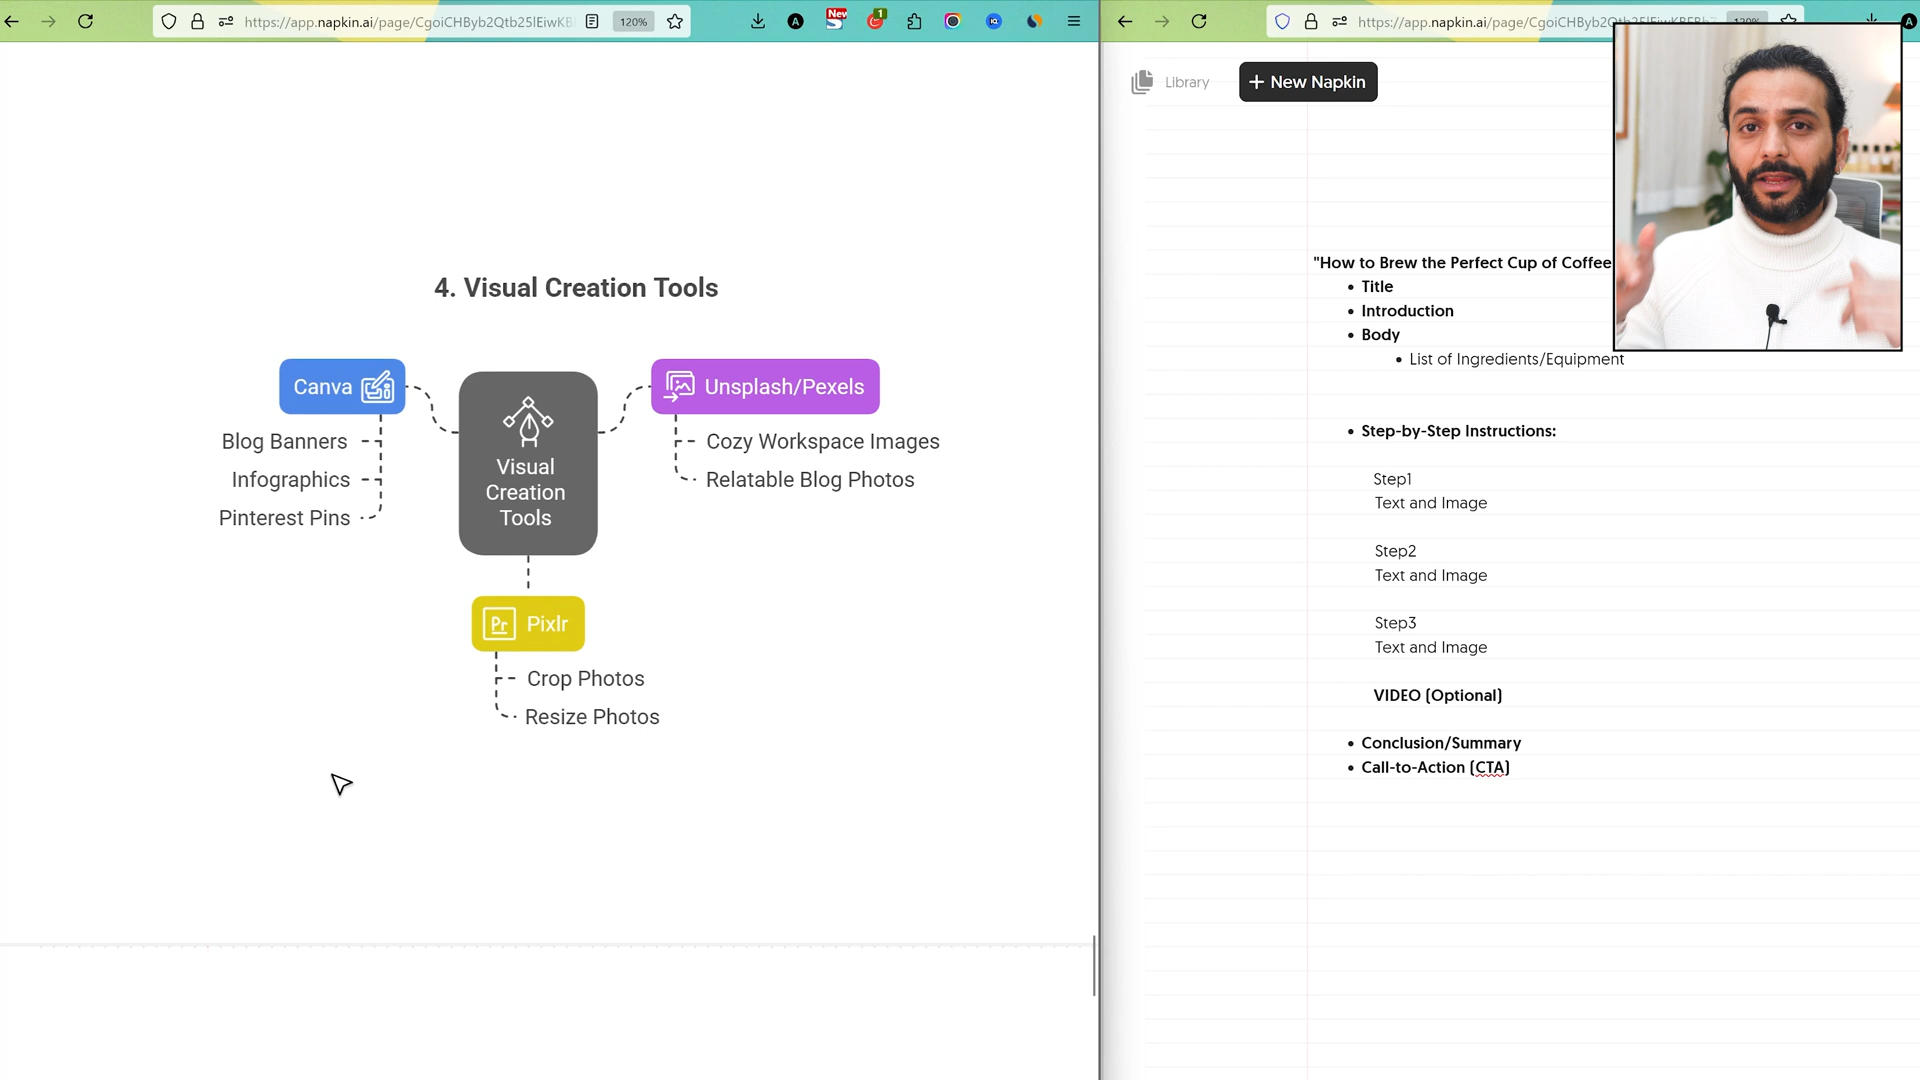 https://app.napkin.ai/page/CgoiCHByb2Qtb25lEiwKB
120%
New
1
4. Visual Creation Tools
Canva
Blog Banners
Infographics
Pinterest Pins
Visual
Creation
Tools
Unsplash/Pexels
Cozy Workspace Images
Relatable Blog Photos
Pr
Pixlr
Crop Photos
Resize Photos
https://app.napkin.ai/page/
Library
+ New Napkin
"How to Brew the Perfect Cup of Coffee
• Title
• Introduction
• Body
• List of Ingredients/Equipment
• Step-by-Step Instructions:
Step1
Text and Image
Step2
Text and Image
Step3
Text and Image
VIDEO (Optional)
• Conclusion/Summary
• Call-to-Action (CTA)